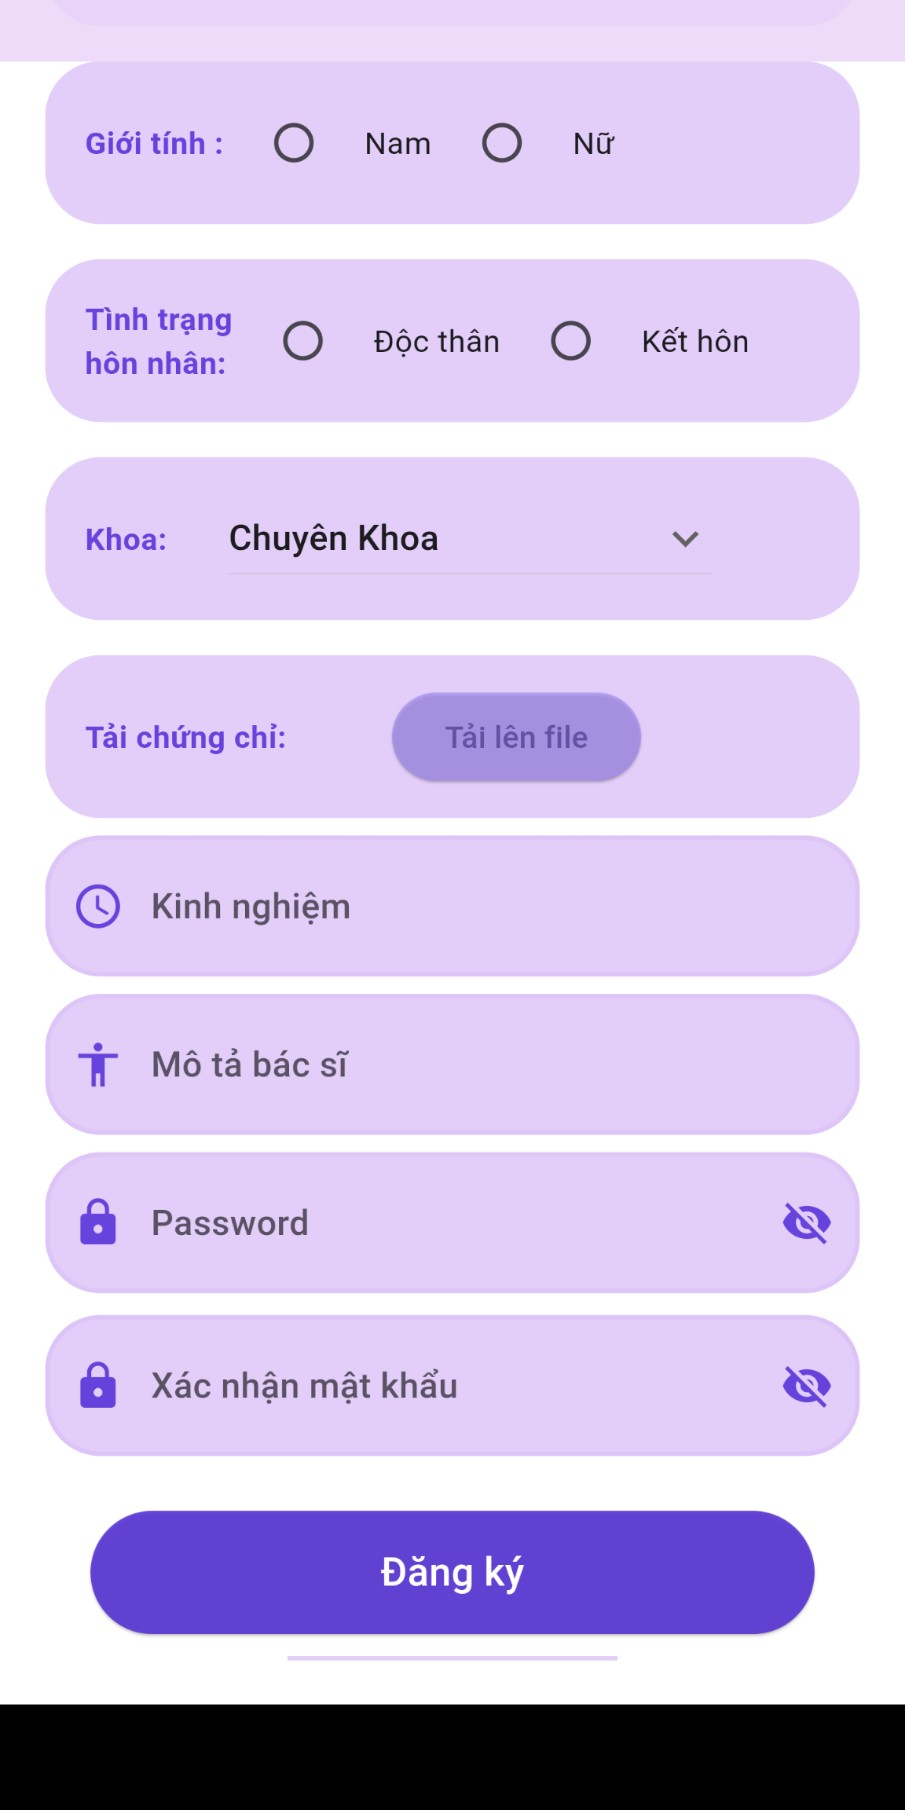 Giới tính :
Nam
Nữ
Tình trạng
hôn nhân:
Độc thân
Kết hôn
Khoa:
Chuyên Khoa
Tải chứng chỉ:
Tải lên file
Kinh nghiệm
Mô tả bác sĩ
Password
Xác nhận mật khẩu
Đăng ký